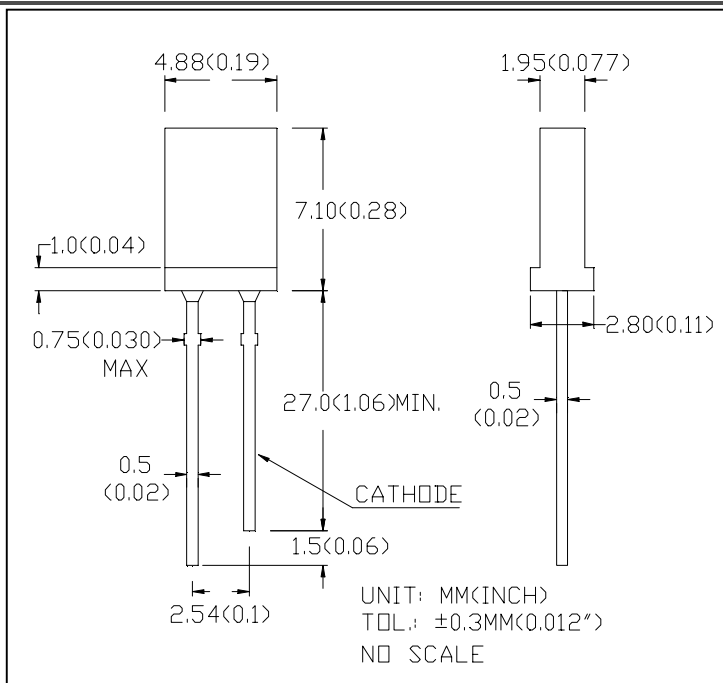 4.88(0.19)
1.95(0.077)
7.10(0.28)
1.0(0.04)
0.75(0.030)
MAX
2.80(0.11)
27.0(1.06)MIN.
0.5
(0.02)
0.5
(0.02)
CATHODE
1.5(0.06)
2.54(0.1)
UNIT: MM(INCH)
TOL.: ±0.3MM(0.012")
NO SCALE